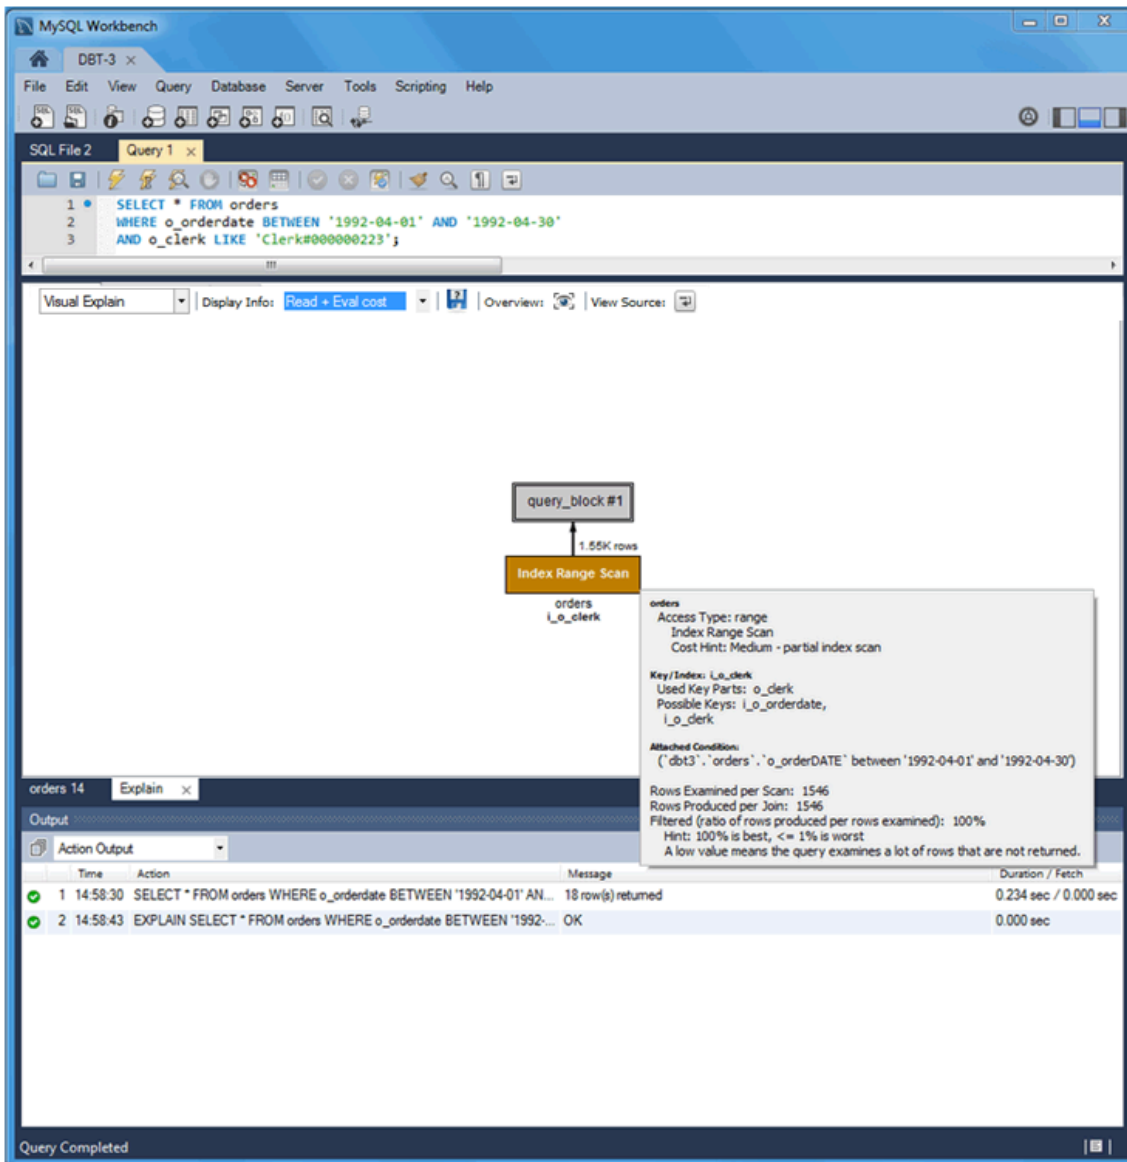 MySQL Workbench
DBT-3
File Edit View Query Database Server Tools Scripting Help
SQL File 2 Query 1
1 SELECT * FROM orders
2 WHERE o_orderdate BETWEEN '1992-04-01' AND '1992-04-30'
3 AND o_clerk LIKE 'Clerk#000000223';
Visual Explain Display Info: Read + Eval cost Overview: View Source:
query_block #1
1.55K rows
Index Range Scan
orders
i_o_clerk
orders
Access Type: range
Index Range Scan
Cost Hint: Medium - partial index scan
Key/Index: i_o_clerk
Used Key Parts: o_clerk
Possible Keys: i_o_orderdate,
i_o_clerk
Attached Condition:
(`dbt3`.`orders`.`o_orderDATE` between '1992-04-01' and '1992-04-30')
Rows Examined per Scan: 1546
Rows Produced per Join: 1546
Filtered (ratio of rows produced per rows examined): 100%
Hint: 100% is best, <= 1% is worst
A low value means the query examines a lot of rows that are not returned.
orders 14 Explain
Output
Action Output
Time Action Message Duration / Fetch
1 14:58:30 SELECT * FROM orders WHERE o_orderdate BETWEEN '1992-04-01' AN... 18 row(s) returned 0.234 sec / 0.000 sec
2 14:58:43 EXPLAIN SELECT * FROM orders WHERE o_orderdate BETWEEN '1992-... OK 0.000 sec
Query Completed